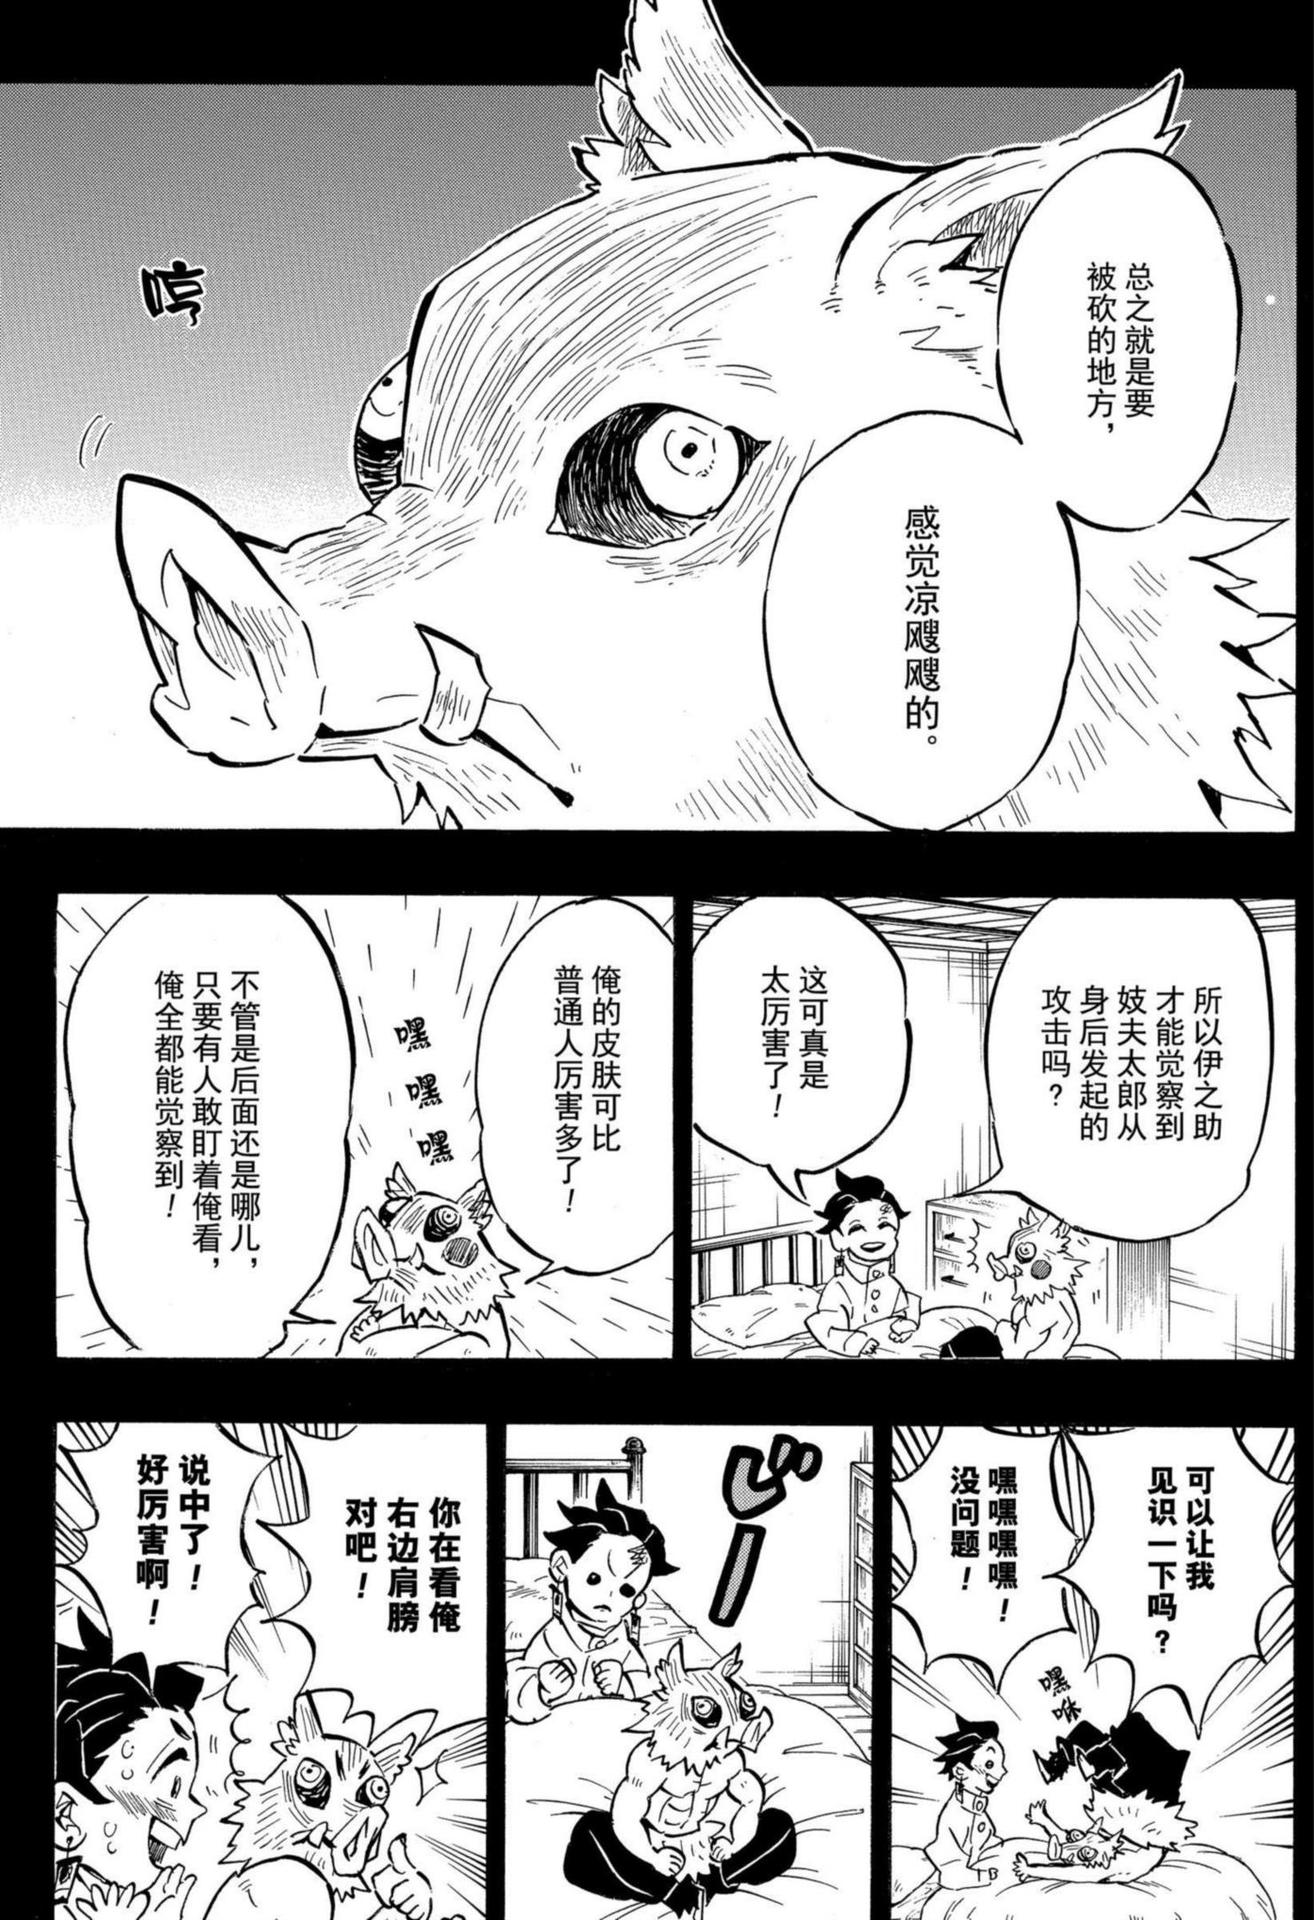 总之就是要
被砍的地方，
感觉凉飕飕的。
哼
所以伊之助
才能觉察到
妓夫太郎从
身后发起的
攻击吗？
这可真是
太厉害了！
俺的皮肤可比
普通人厉害多了！
嘿
嘿
嘿
不管是后面还是哪儿，
只要有人敢盯着俺看，
俺全都能觉察到！
可以让我
见识一下吗？
嘿嘿嘿嘿！
没问题！
嘿
咻
じー
你在看俺
右边肩膀
对吧！
说中了！
好厉害啊！